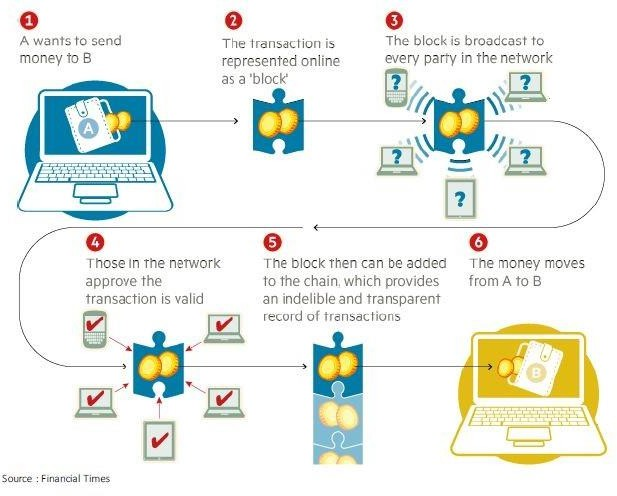 1
A wants to send
money to B
2
The transaction is
represented online
as a 'block'
3
The block is broadcast to
every party in the network
A
?
?
?
?
?
4
Those in the network
approve the
transaction is valid
5
The block then can be added
to the chain, which provides
an indelible and transparent
record of transactions
6
The money moves
from A to B
B
Source : Financial Times